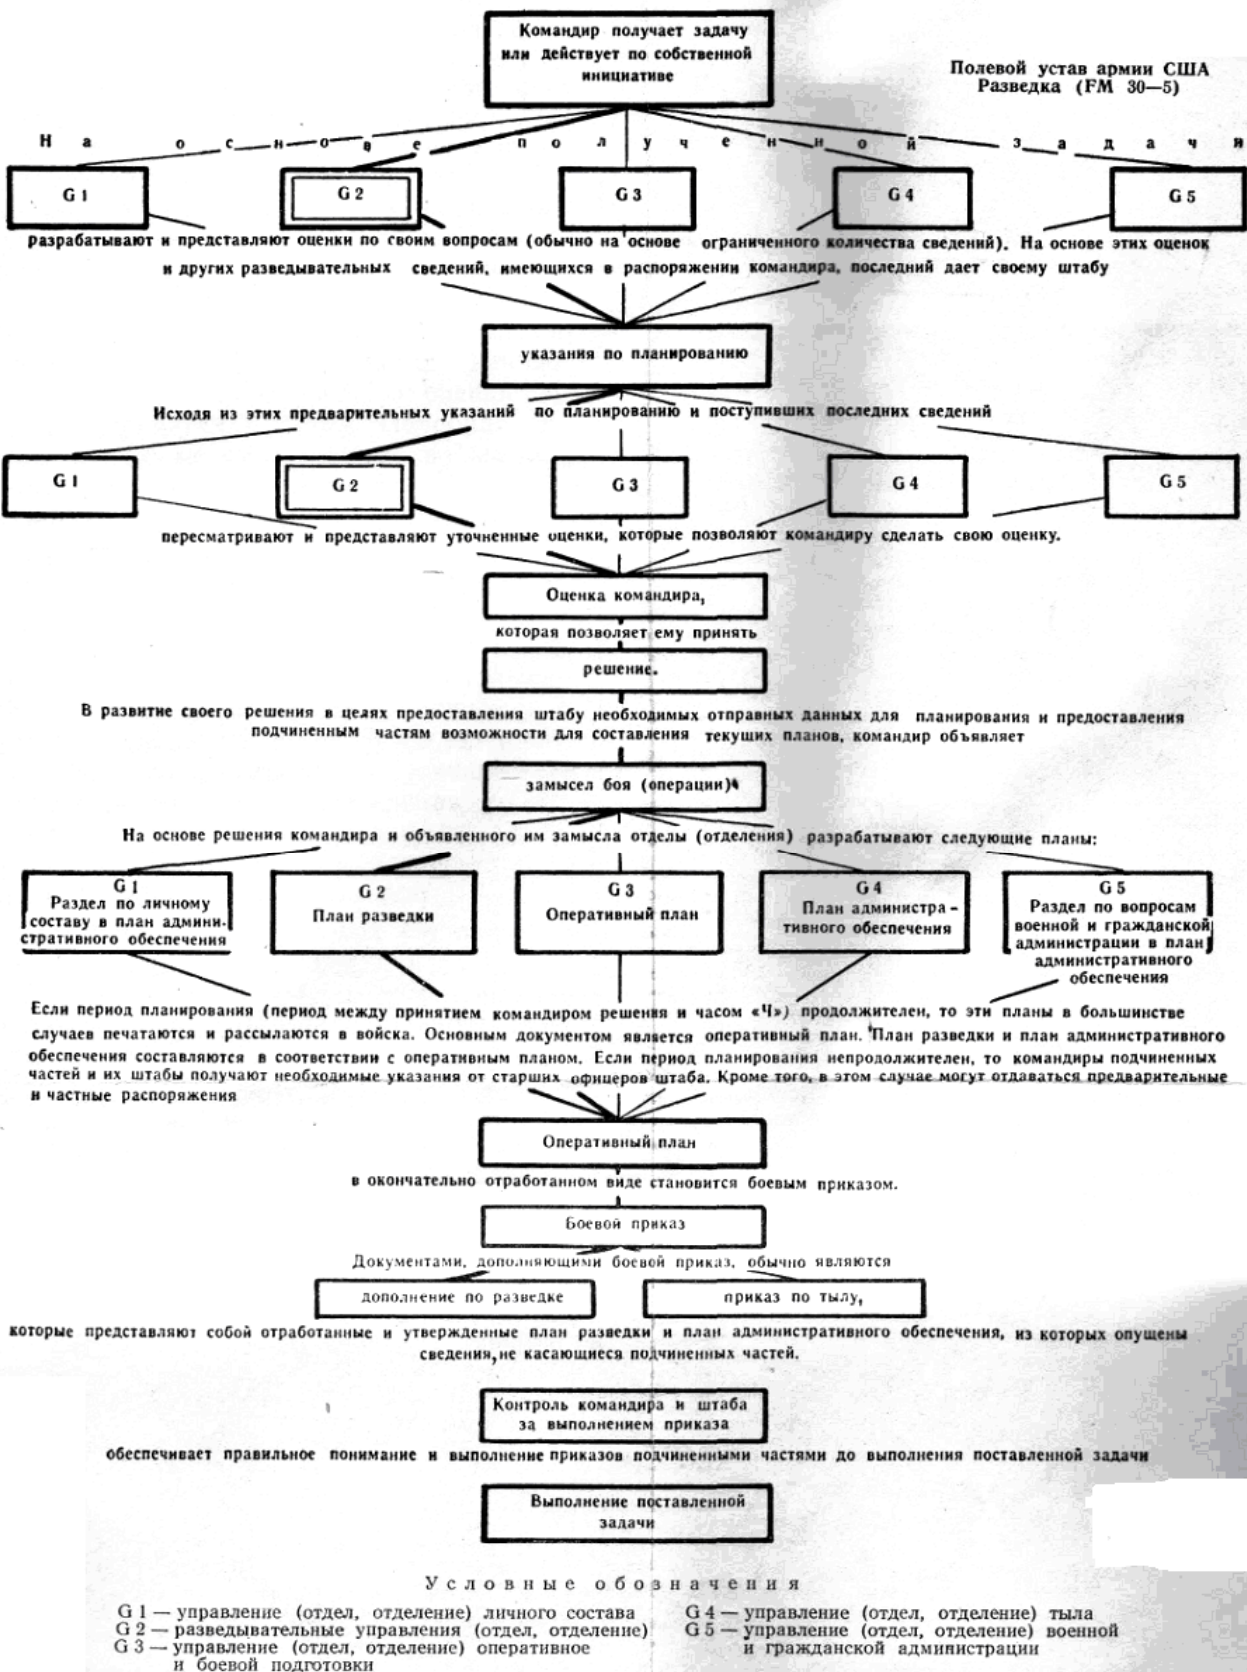 Командир получает задачу
или действует по собственной
инициативе
Полевой устав армии США
Разведка (FM 30—5)
На основе полученной задачи
G 1
G 2
G 3
G 4
G 5
разрабатывают и представляют оценки по своим вопросам (обычно на основе ограниченного количества сведений). На основе этих оценок
и других разведывательных сведений, имеющихся в распоряжении командира, последний дает своему штабу
указания по планированию
Исходя из этих предварительных указаний по планированию и поступивших последних сведений
G 1
G 2
G 3
G 4
G 5
пересматривают и представляют уточненные оценки, которые позволяют командиру сделать свою оценку.
Оценка командира,
которая позволяет ему принять
решение.
В развитие своего решения в целях предоставления штабу необходимых отправных данных для планирования и предоставления
подчиненным частям возможности для составления текущих планов, командир объявляет
замысел боя (операции).
На основе решения командира и объявленного им замысла отделы (отделения) разрабатывают следующие планы:
G 1
Раздел по личному
составу в план админи-
стративного обеспечения
G 2
План разведки
G 3
Оперативный план
G 4
План администра-
тивного обеспечения
G 5
Раздел по вопросам
военной и гражданской
администрации в план
административного
обеспечения
Если период планирования (период между принятием командиром решения и часом «Ч») продолжителен, то эти планы в большинстве
случаев печатаются и рассылаются в войска. Основным документом является оперативный план. План разведки и план административного
обеспечения составляются в соответствии с оперативным планом. Если период планирования непродолжителен, то командиры подчиненных
частей и их штабы получают необходимые указания от старших офицеров штаба. Кроме того, в этом случае могут отдаваться предварительные
и частные распоряжения
Оперативный план
в окончательно отработанном виде становится боевым приказом.
Боевой приказ
Документами, дополняющими боевой приказ, обычно являются
дополнение по разведке
приказ по тылу,
которые представляют собой отработанные и утвержденные план разведки и план административного обеспечения, из которых опущены
сведения, не касающиеся подчиненных частей.
Контроль командира и штаба
за выполнением приказа
обеспечивает правильное понимание и выполнение приказов подчиненными частями до выполнения поставленной задачи
Выполнение поставленной
задачи
Условные обозначения
G 1 — управление (отдел, отделение) личного состава
G 2 — разведывательные управления (отдел, отделение)
G 3 — управление (отдел, отделение) оперативное
и боевой подготовки
G 4 — управление (отдел, отделение) тыла
G 5 — управление (отдел, отделение) военной
и гражданской администрации